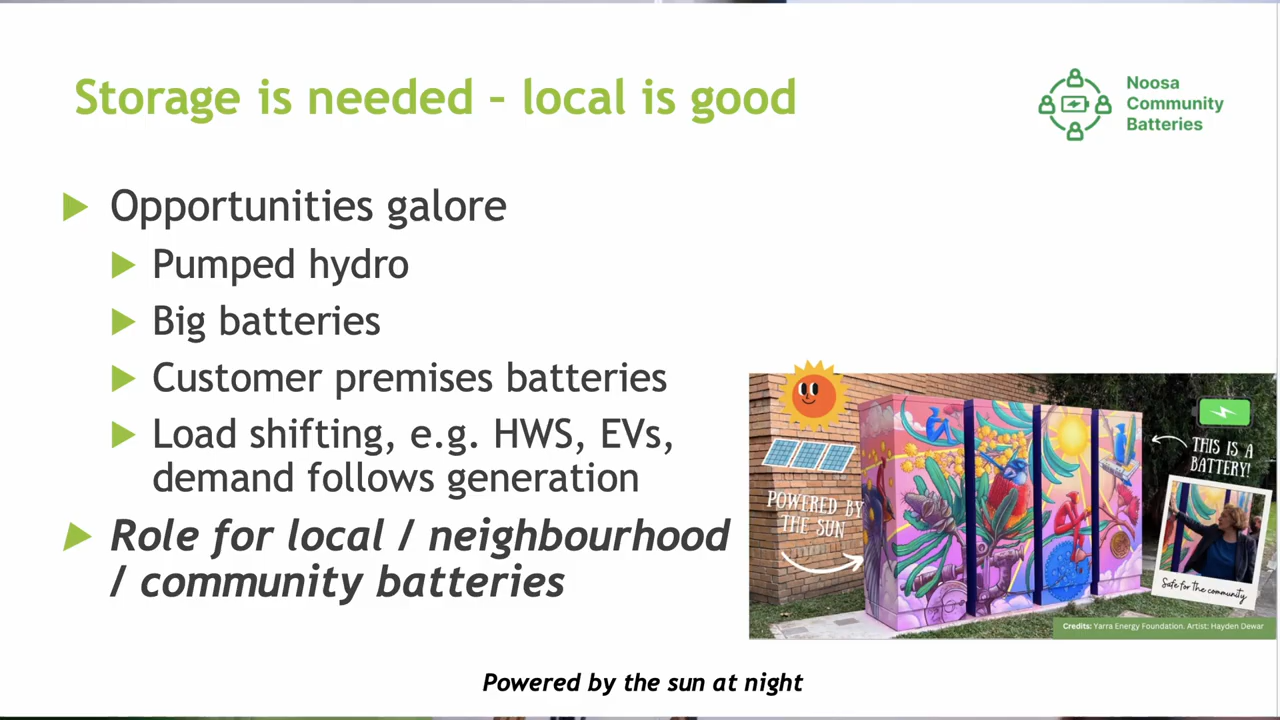 Storage is needed – local is good
Noosa
Community
Batteries
Opportunities galore
Pumped hydro
Big batteries
Customer premises batteries
Load shifting, e.g. HWS, EVs,
demand follows generation
Role for local / neighbourhood
/ community batteries
POWERED BY
THE SUN
THIS IS A
BATTERY!
Safe for the community
Credits: Yarra Energy Foundation. Artist: Hayden Dewar
Powered by the sun at night